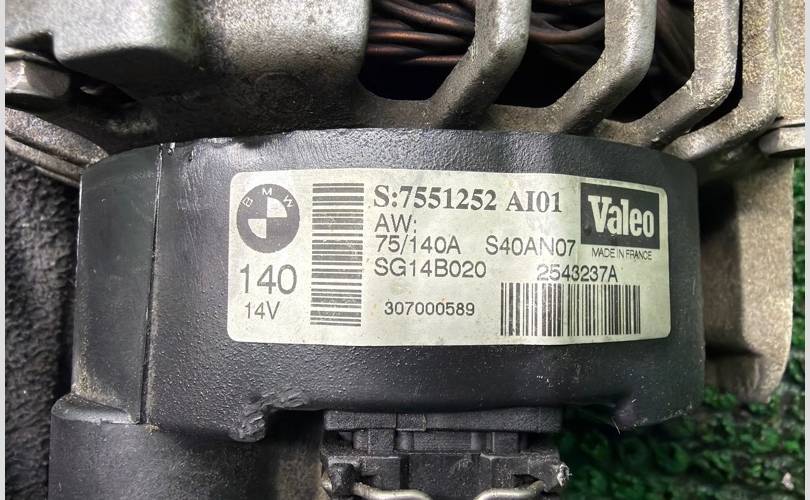 BMW
S:7551252 AI01
Valeo
AW:
75/140A S40AN07
MADE IN FRANCE
140
SG14B020
2543237A
14V
307000589